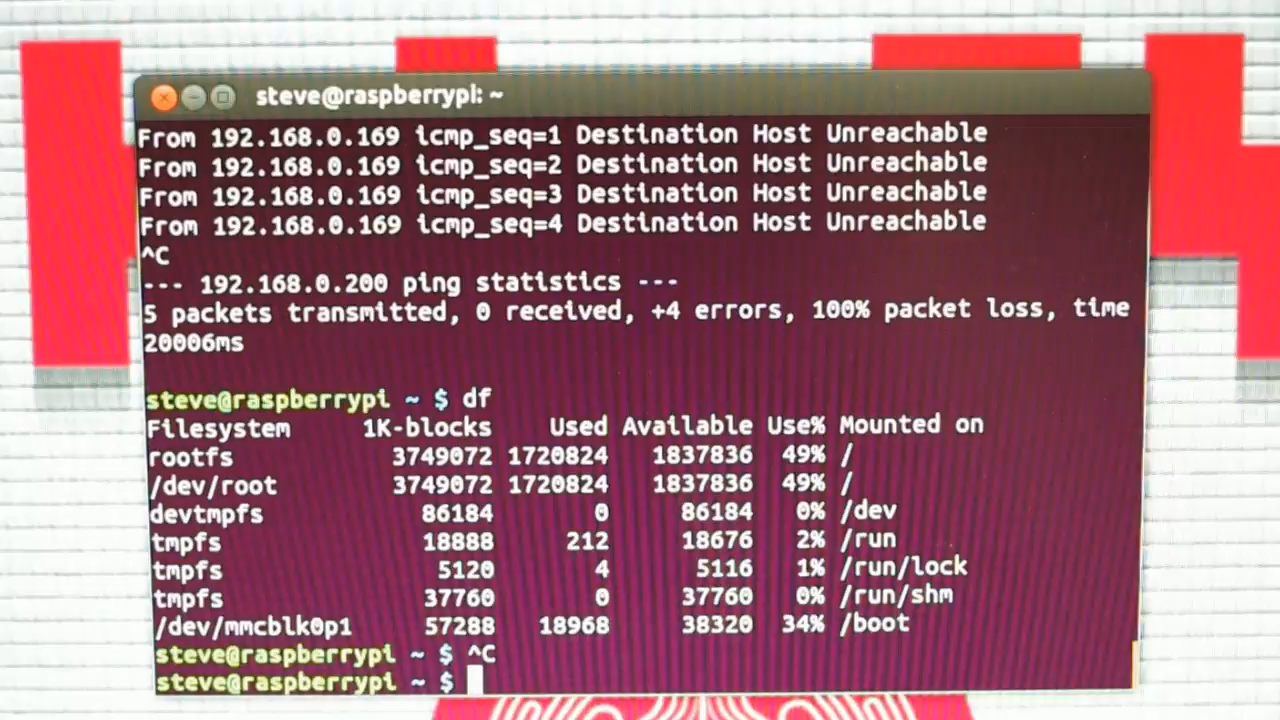 steve@raspberrypi: ~
From 192.168.0.169 icmp_seq=1 Destination Host Unreachable
From 192.168.0.169 icmp_seq=2 Destination Host Unreachable
From 192.168.0.169 icmp_seq=3 Destination Host Unreachable
From 192.168.0.169 icmp_seq=4 Destination Host Unreachable
^C
--- 192.168.0.200 ping statistics ---
5 packets transmitted, 0 received, +4 errors, 100% packet loss, time
20006ms
steve@raspberrypi ~ $ df
Filesystem 1K-blocks Used Available Use% Mounted on
rootfs 3749072 1720824 1837836 49% /
/dev/root 3749072 1720824 1837836 49% /
devtmpfs 86184 0 86184 0% /dev
tmpfs 18888 212 18676 2% /run
tmpfs 5120 4 5116 1% /run/lock
tmpfs 37760 0 37760 0% /run/shm
/dev/mmcblk0p1 57288 18968 38320 34% /boot
steve@raspberrypi ~ $ ^C
steve@raspberrypi ~ $